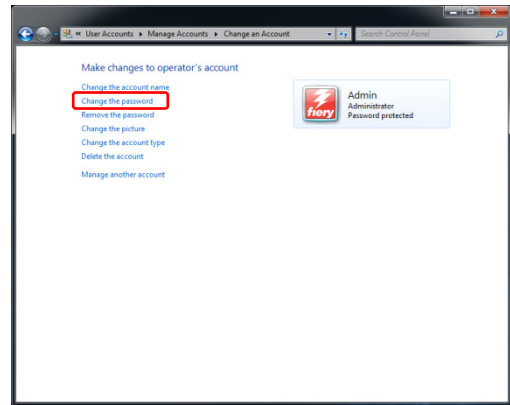 « User Accounts ▸ Manage Accounts ▸ Change an Account
Search Control Panel
Make changes to operator's account
Change the account name
Change the password
Remove the password
Change the picture
Change the account type
Delete the account
Manage another account
fiery
Admin
Administrator
Password protected